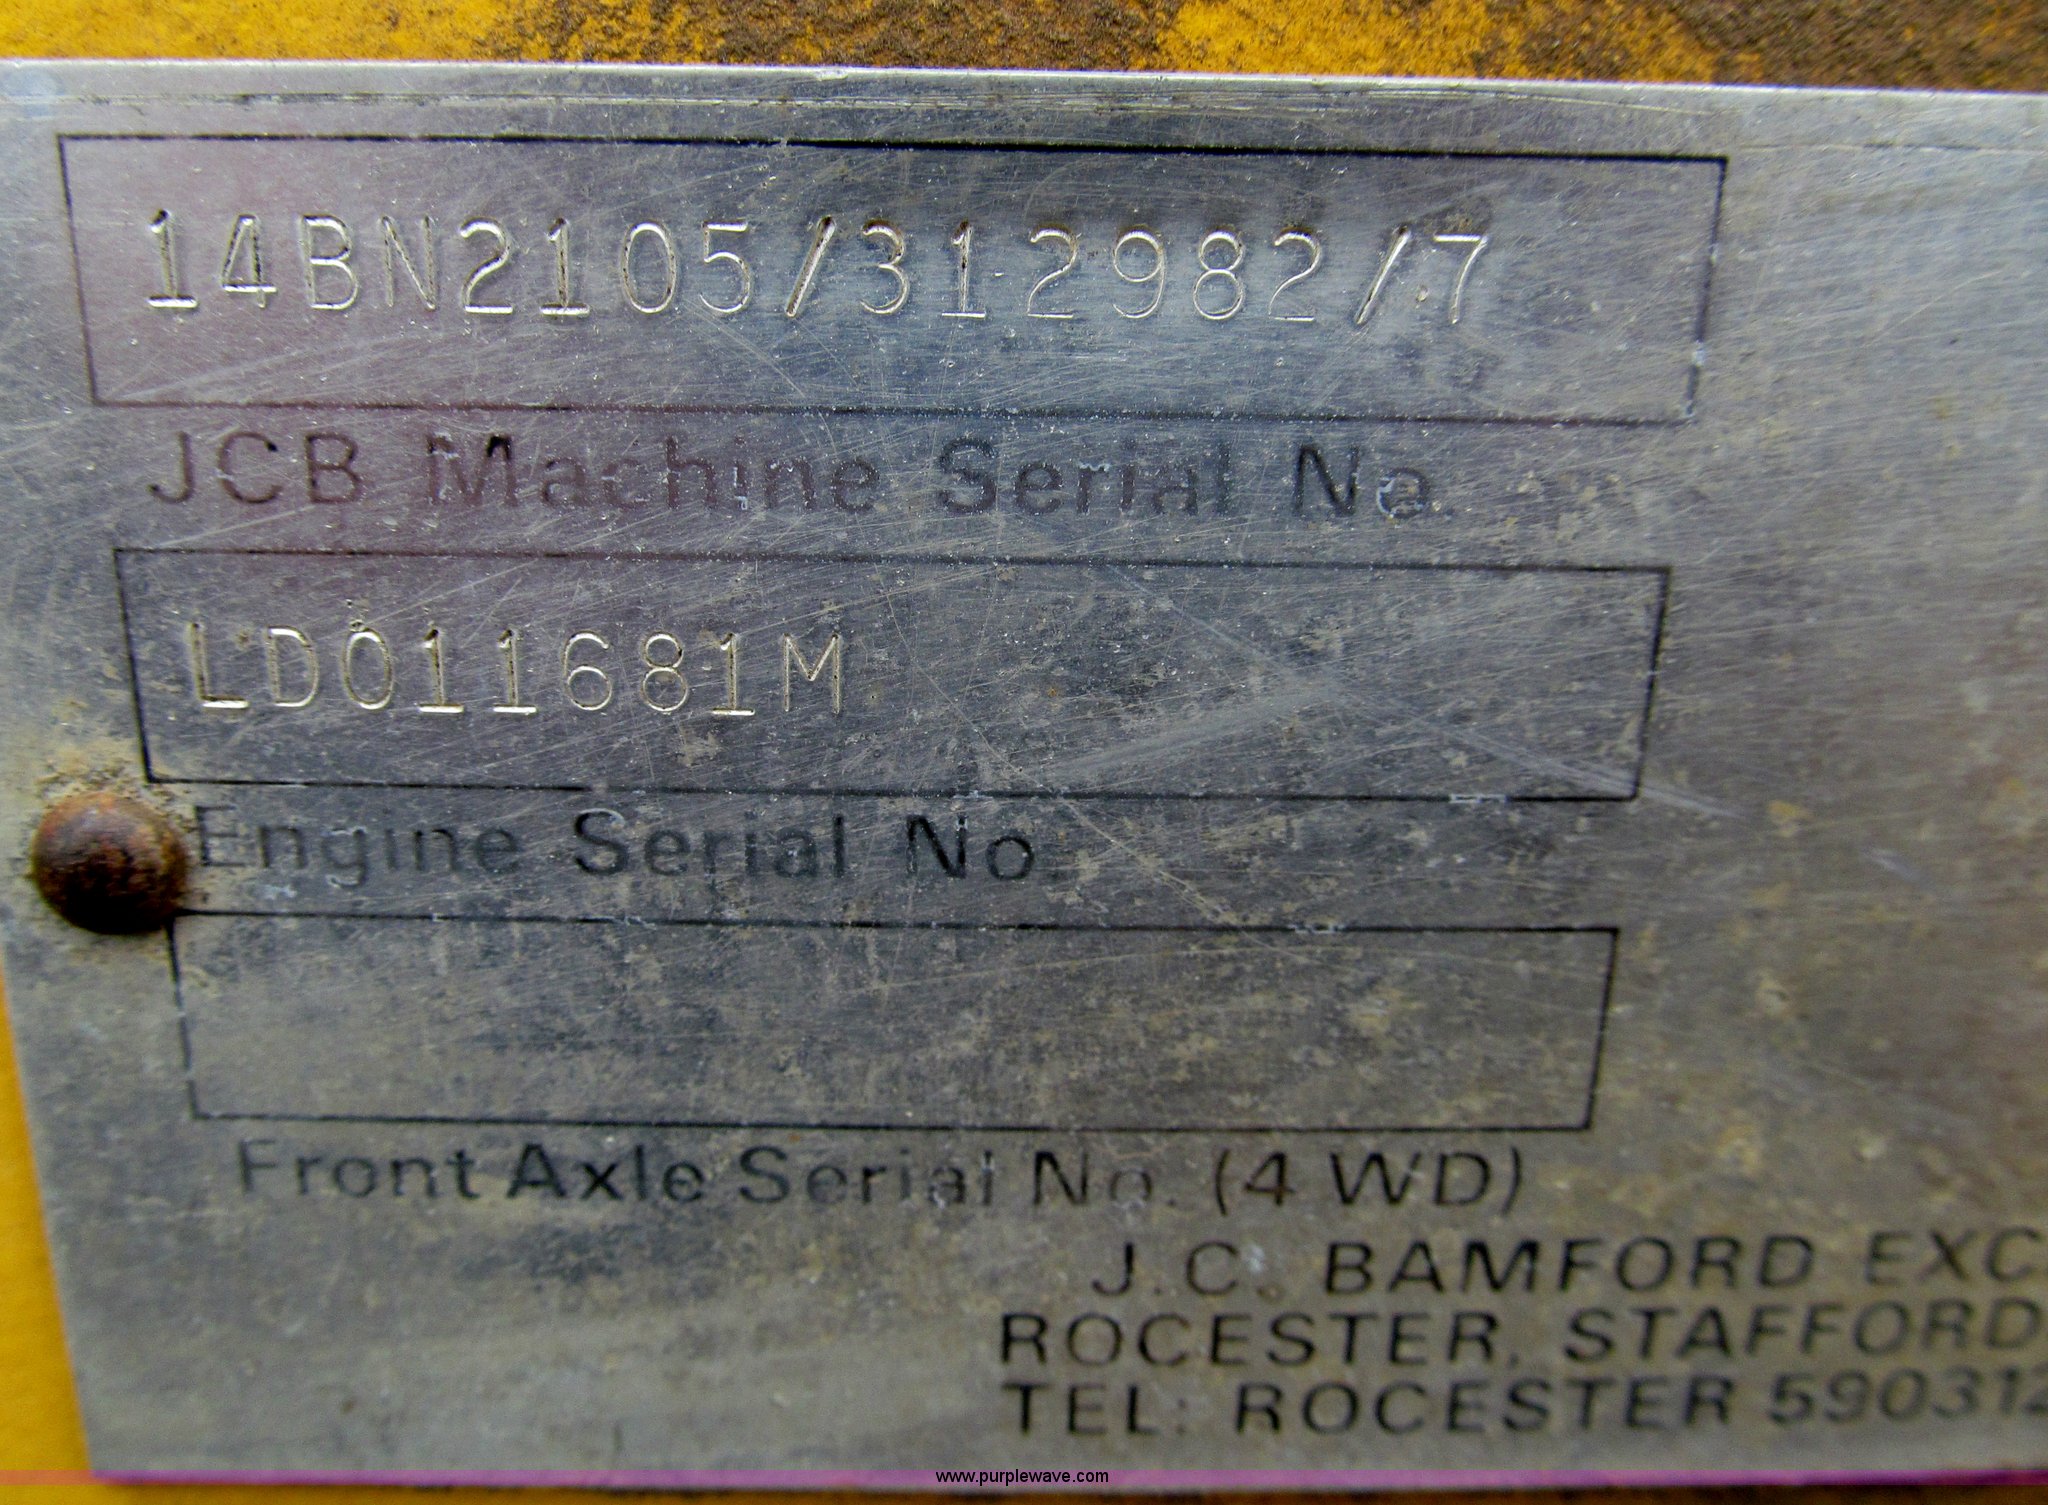 14BN2105/312982/7
JCB Machine Serial No.
LD011681M
Engine Serial No.
Front Axle Serial No. (4 WD)
J.C. BAMFORD EXC
ROCESTER, STAFFORD
TEL: ROCESTER 590312
www.purplewave.com